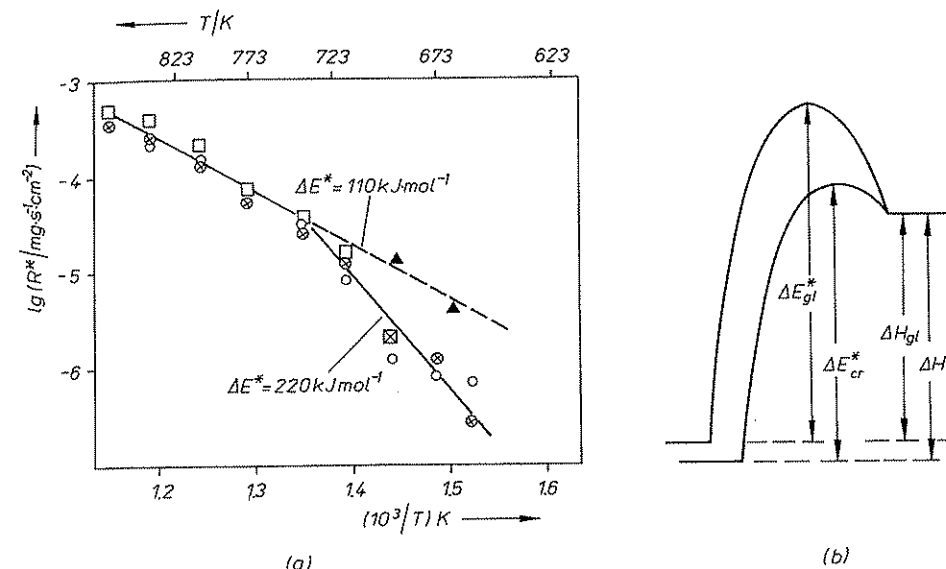 T/K
823 773 723 673 623
-3
-4
-5
-6
lg (R*/mg·s⁻¹cm⁻²)
ΔE* = 110 kJ·mol⁻¹
ΔE* = 220 kJ mol⁻¹
1.2 1.3 1.4 1.5 1.6
(10³/T) K
(a)
ΔE*gl
ΔE*cr
ΔHgl
ΔH
(b)